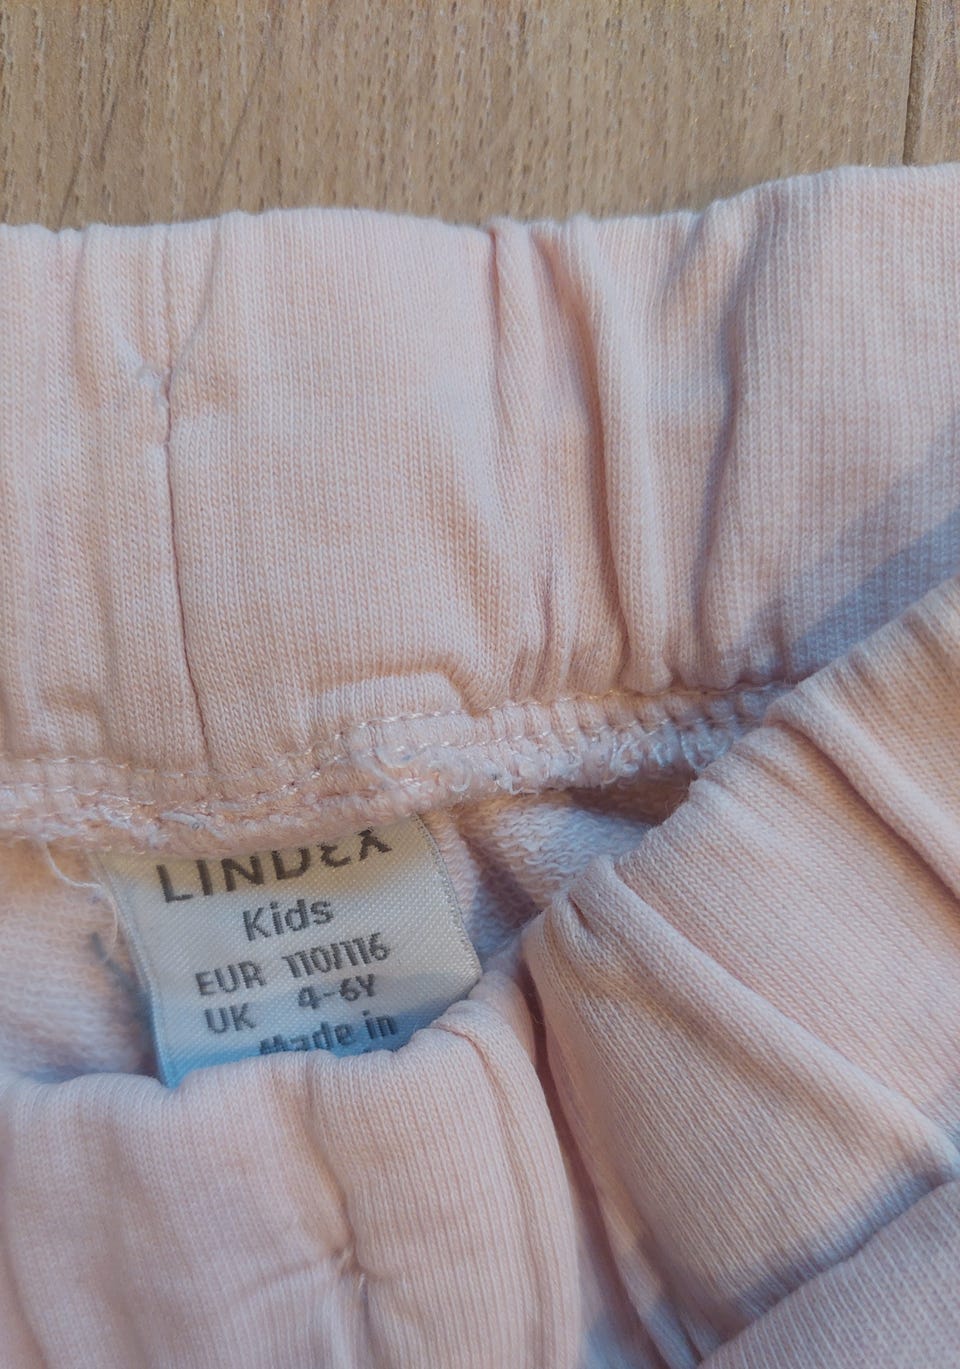 LINDEX
Kids
EUR 110/116
UK 4-6Y
Made in